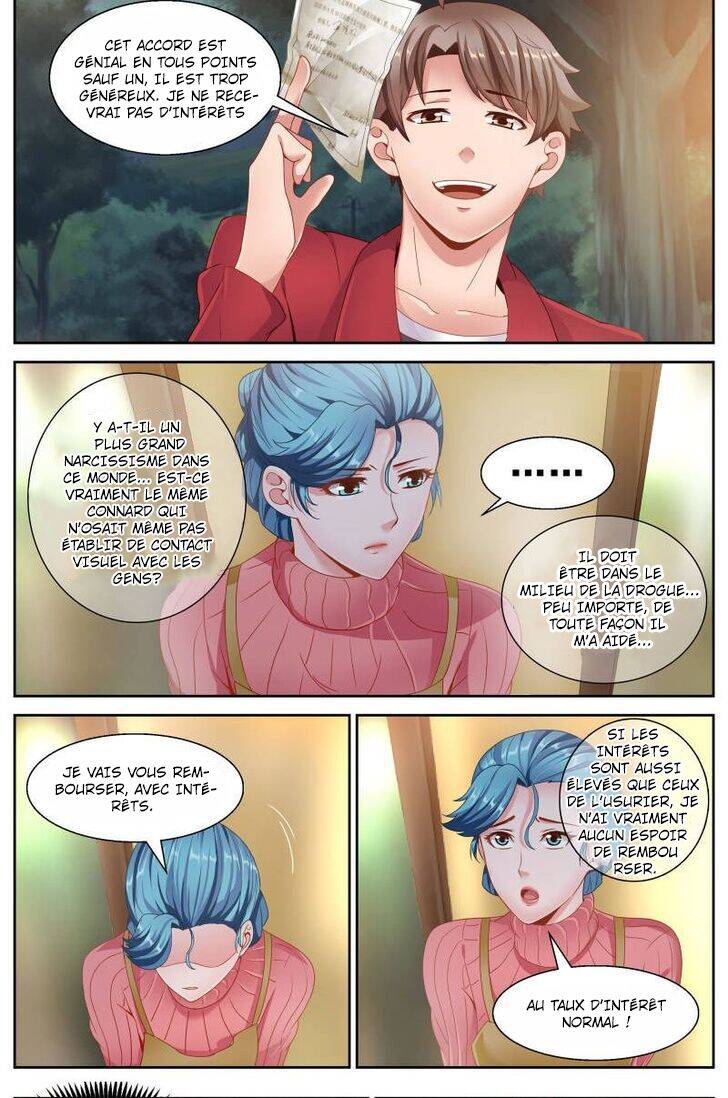 CET ACCORD EST
GÉNIAL EN TOUS POINTS
SAUF UN, IL EST TROP
GÉNÉREUX. JE NE RECE-
VRAI PAS D'INTÉRÊTS
Y A-T-IL UN
PLUS GRAND
NARCISSISME DANS
CE MONDE... EST-CE
VRAIMENT LE MÊME
CONNARD QUI
N'OSAIT MÊME PAS
ÉTABLIR DE CONTACT
VISUEL AVEC LES
GENS?
......
IL DOIT
ÊTRE DANS LE
MILIEU DE LA DROGUE...
PEU IMPORTE, DE
TOUTE FAÇON IL
M'A AIDÉ...
JE VAIS VOUS REM-
BOURSER, AVEC INTÉ-
RÊTS.
SI LES
INTÉRÊTS
SONT AUSSI
ÉLEVÉS QUE CEUX
DE L'USURIER, JE
N'AI VRAIMENT
AUCUN ESPOIR
DE REMBOU
RSER.
AU TAUX D'INTÉRÊT
NORMAL !